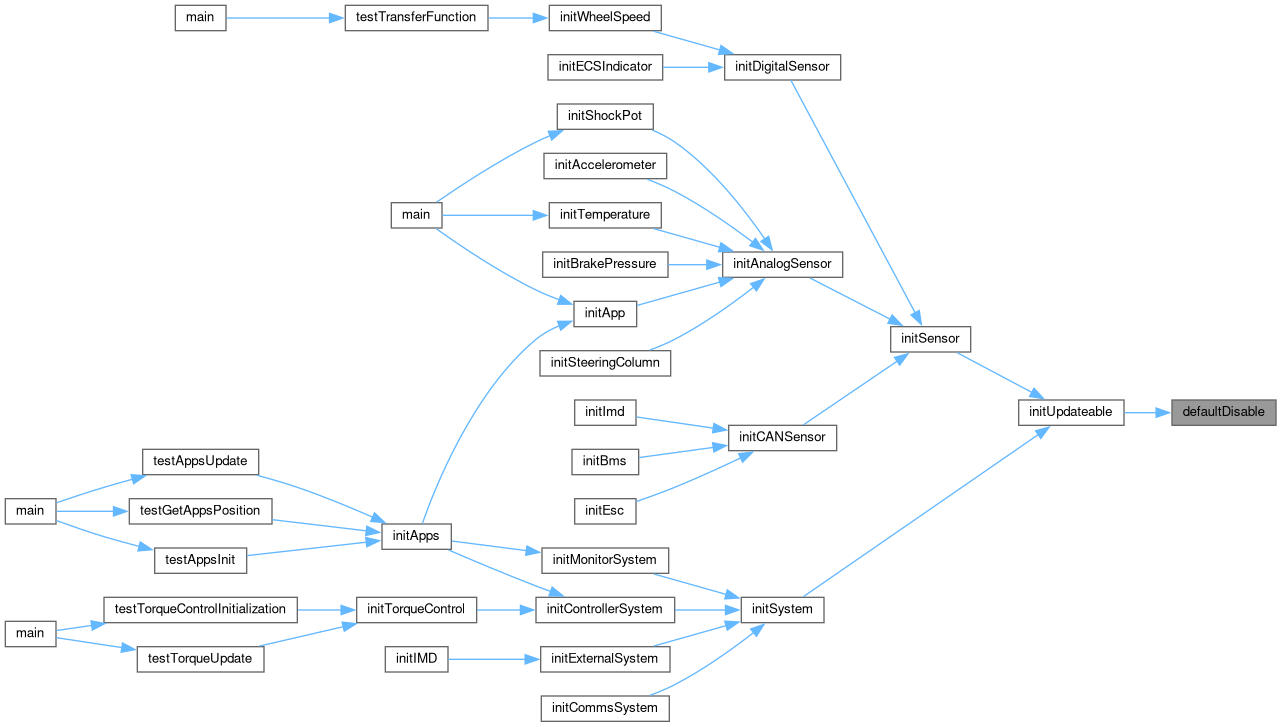 main
testTransferFunction
initWheelSpeed
initECSIndicator
initDigitalSensor
initShockPot
initAccelerometer
main
initTemperature
initBrakePressure
initAnalogSensor
initApp
initSteeringColumn
initSensor
initImd
initCANSensor
initBms
initEsc
initUpdateable
defaultDisable
testAppsUpdate
main
testGetAppsPosition
testAppsInit
initApps
initMonitorSystem
testTorqueControlInitialization
initTorqueControl
initControllerSystem
initSystem
main
testTorqueUpdate
initIMD
initExternalSystem
initCommsSystem